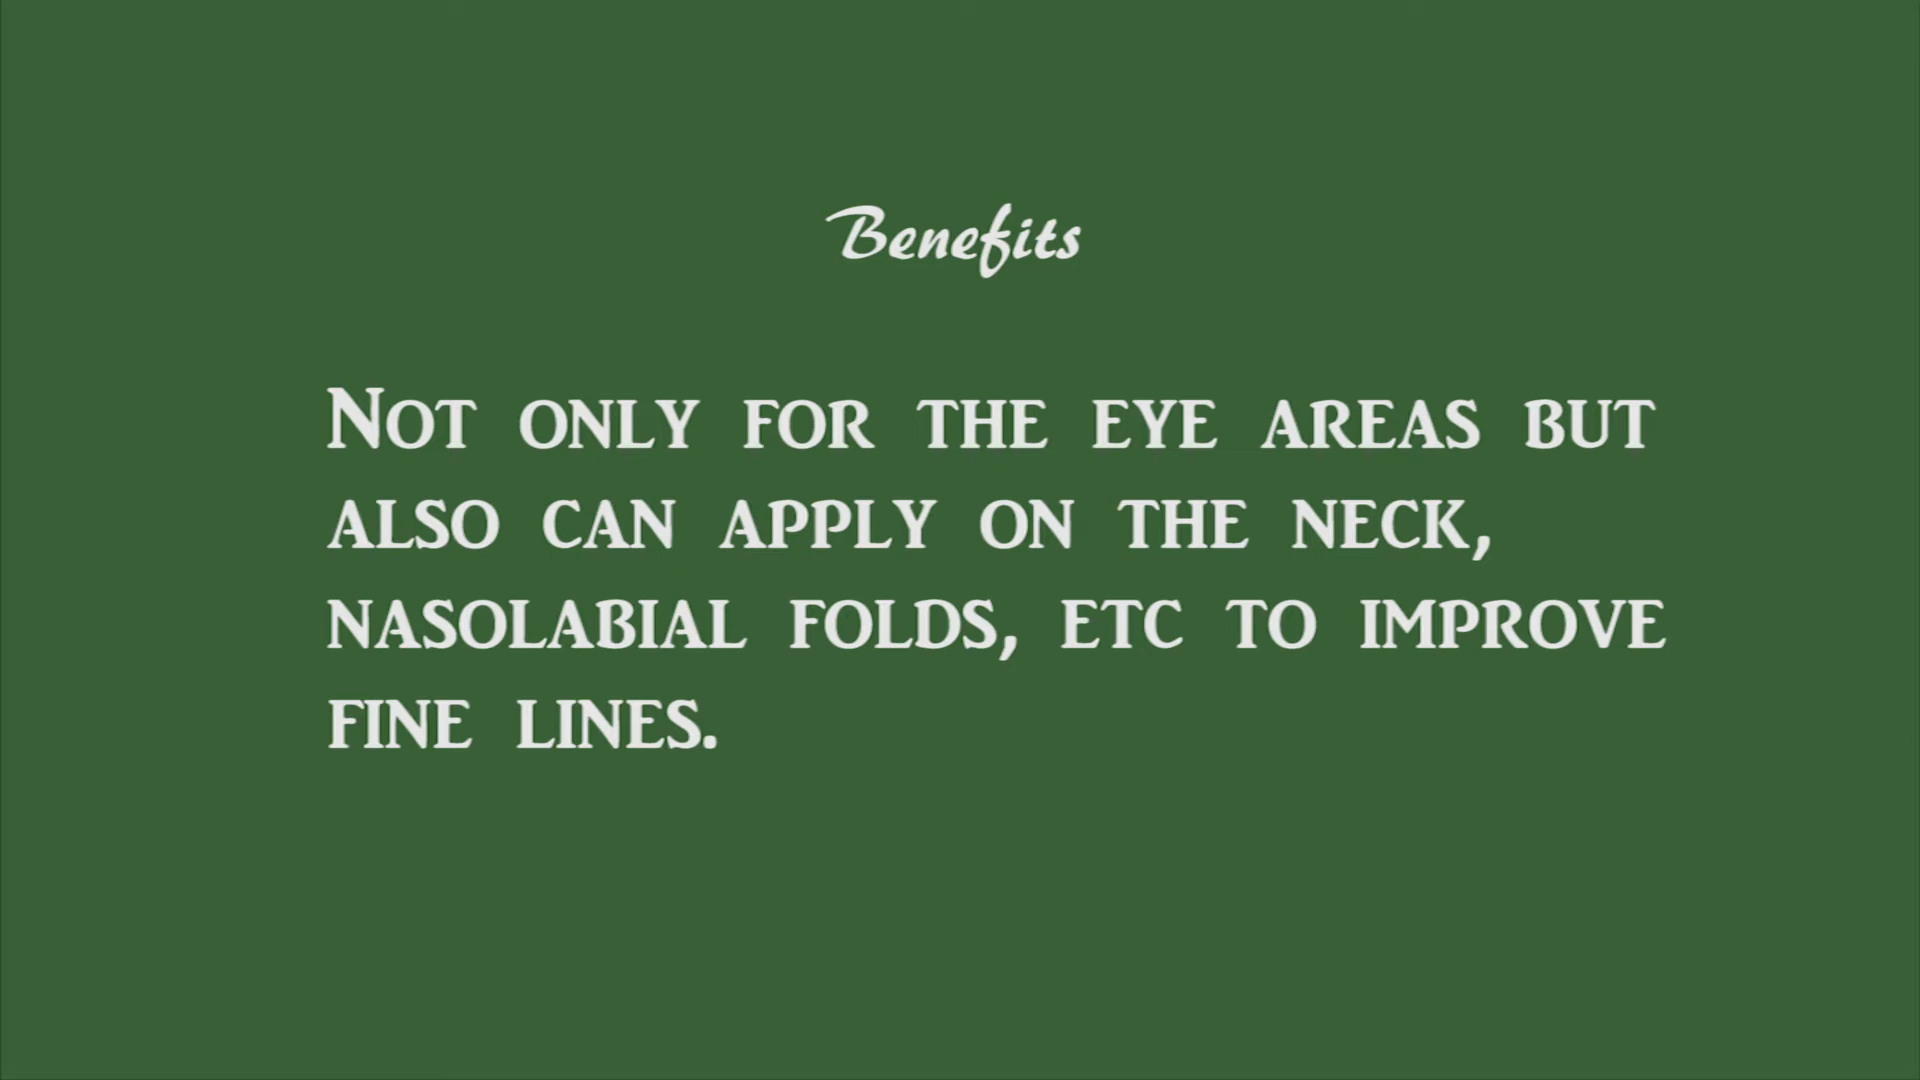 Benefits
Not only for the eye areas but
also can apply on the neck,
nasolabial folds, etc to improve
fine lines.